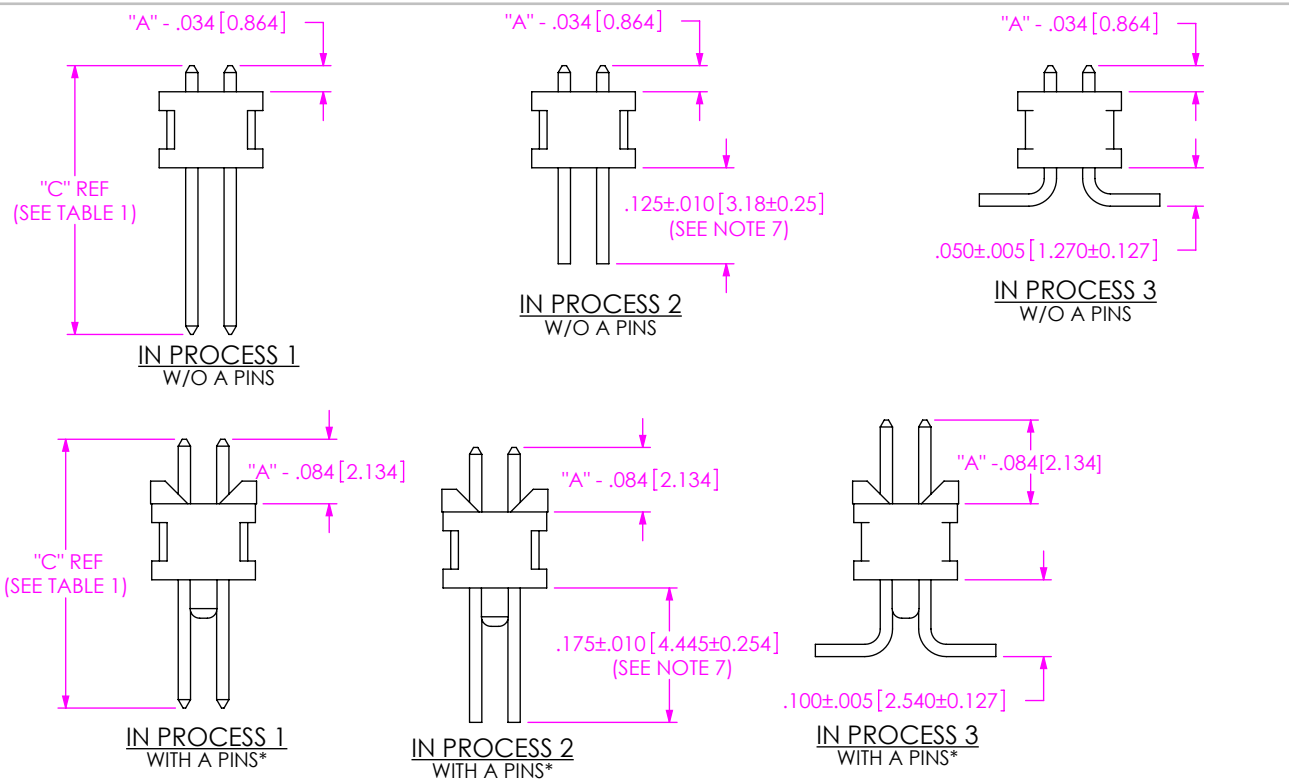 "A" - .034 [0.864]
"C" REF
(SEE TABLE 1)
IN PROCESS 1
W/O A PINS
"A" - .034 [0.864]
.125±.010 [3.18±0.25]
(SEE NOTE 7)
IN PROCESS 2
W/O A PINS
"A" - .034 [0.864]
.050±.005 [1.270±0.127]
IN PROCESS 3
W/O A PINS
"A" - .084 [2.134]
"C" REF
(SEE TABLE 1)
IN PROCESS 1
WITH A PINS*
"A" - .084 [2.134]
.175±.010 [4.445±0.254]
(SEE NOTE 7)
IN PROCESS 2
WITH A PINS*
"A" -.084 [2.134]
.100±.005 [2.540±0.127]
IN PROCESS 3
WITH A PINS*